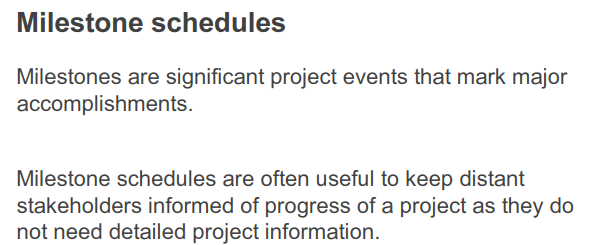 Milestone schedules
Milestones are significant project events that mark major
accomplishments.
Milestone schedules are often useful to keep distant
stakeholders informed of progress of a project as they do
not need detailed project information.